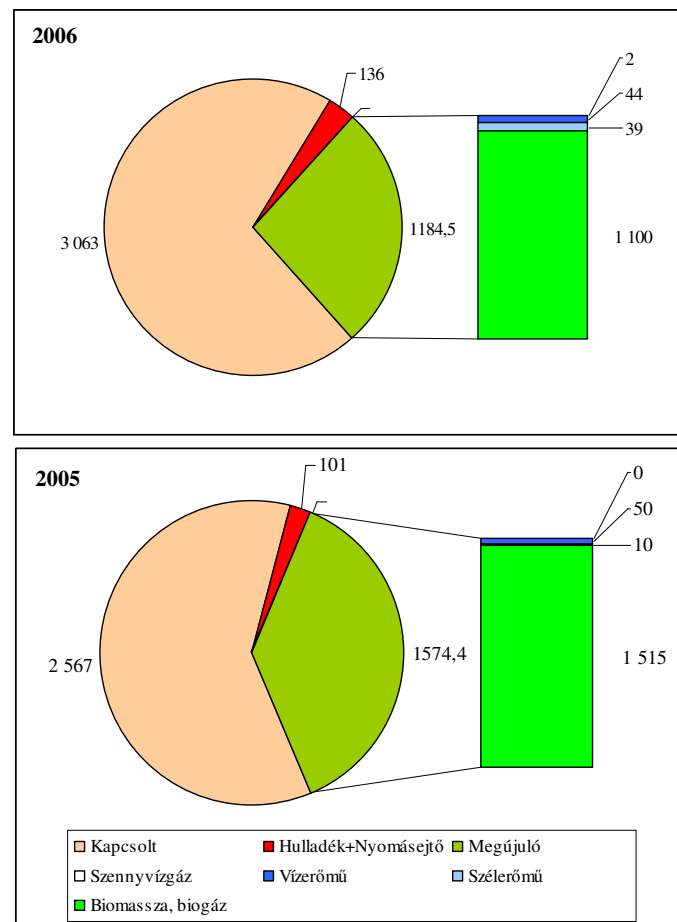 2006
136
2
44
39
3 063
1184,5
1 100
2005
101
0
50
10
2 567
1574,4
1 515
Kapcsolt
Hulladék+Nyomásejtő
Megújuló
Szennyvízgáz
Vízerőmű
Szélerőmű
Biomassza, biogáz